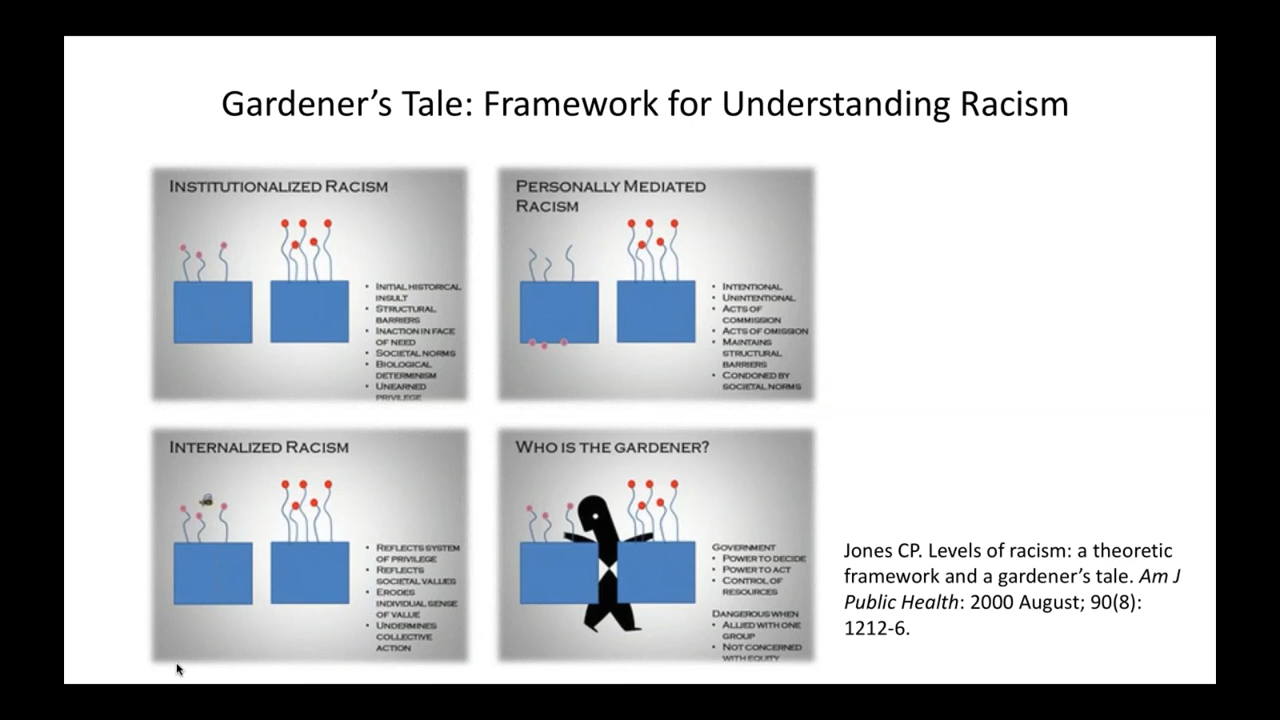 Gardener’s Tale: Framework for Understanding Racism
INSTITUTIONALIZED RACISM
• INITIAL HISTORICAL
INSULT
• STRUCTURAL
BARRIERS
• INACTION IN FACE
OF NEED
• SOCIETAL NORMS
• BIOLOGICAL
DETERMINISM
• UNEARNED
PRIVILEGE
PERSONALLY MEDIATED
RACISM
• INTENTIONAL
• UNINTENTIONAL
• ACTS OF
COMMISSION
• ACTS OF OMISSION
• MAINTAINS
STRUCTURAL
BARRIERS
• CONDONED BY
SOCIETAL NORMS
INTERNALIZED RACISM
• REFLECTS SYSTEM
OF PRIVILEGE
• REFLECTS
SOCIETAL VALUES
• ERODES
INDIVIDUAL SENSE
OF VALUE
• UNDERMINES
COLLECTIVE
ACTION
WHO IS THE GARDENER?
GOVERNMENT
• POWER TO DECIDE
• POWER TO ACT
• CONTROL OF
RESOURCES
DANGEROUS WHEN
• ALLIED WITH ONE
GROUP
• NOT CONCERNED
WITH EQUITY
Jones CP. Levels of racism: a theoretic
framework and a gardener’s tale. Am J
Public Health: 2000 August; 90(8):
1212-6.